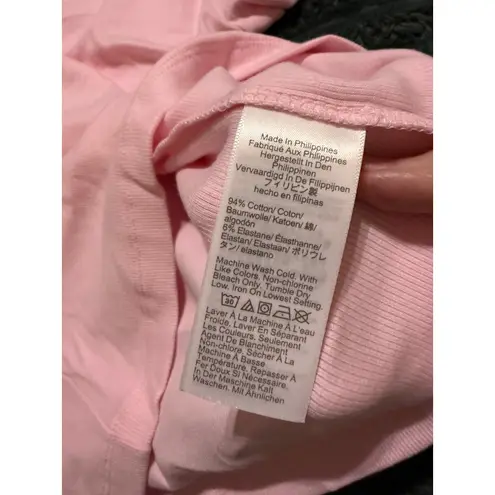 Made In Philippines
Fabriqué Aux Philippines
Hergestellt In Den
Philippinen
Vervaardigd In De Filippijnen
フィリピン製
hecho en filipinas
94% Cotton/ Coton/
Baumwolle/ Katoen/ 綿/
algodón
6% Elastane/ Élasthanne/
Elastan/ Elastaan/ ポリウレ
タン/ elastano
Machine Wash Cold. With
Like Colors. Non-chlorine
Bleach Only. Tumble Dry
Low. Iron On Lowest Setting.
30
Laver À La Machine À L'eau
Froide, Laver En Séparant
Les Couleurs, Seulement
Agent De Blanchiment
Non-chlore, Sécher À La
Machine À Basse
Température, Repasser À
Fer Doux Si Nécessaire.
In Der Maschine Kalt
Waschen. Mit Ähnlichen